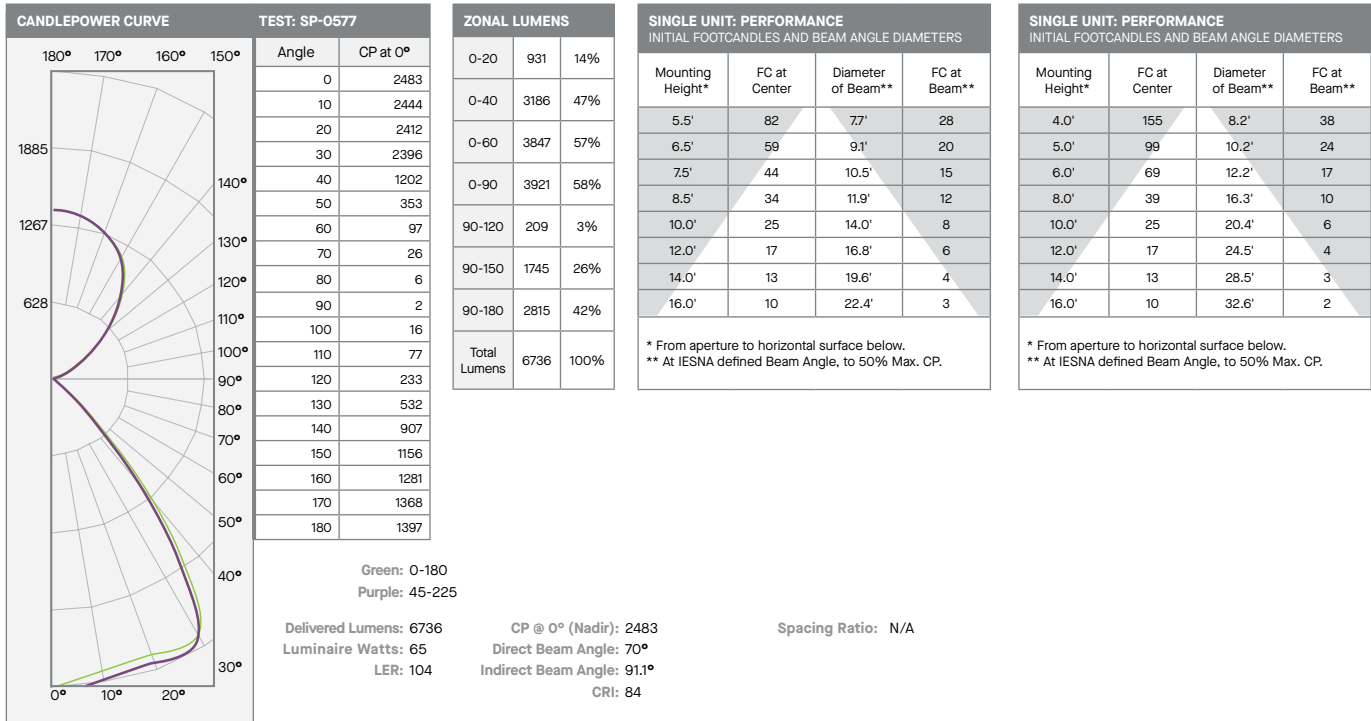 CANDLEPOWER CURVE
180° 170° 160° 150°
1885
140°
1267
130°
120°
628
110°
100°
90°
80°
70°
60°
50°
40°
30°
0° 10° 20°
TEST: SP-0577
Angle CP at 0°
0 2483
10 2444
20 2412
30 2396
40 1202
50 353
60 97
70 26
80 6
90 2
100 16
110 77
120 233
130 532
140 907
150 1156
160 1281
170 1368
180 1397
ZONAL LUMENS
0-20 931 14%
0-40 3186 47%
0-60 3847 57%
0-90 3921 58%
90-120 209 3%
90-150 1745 26%
90-180 2815 42%
Total
Lumens 6736 100%
SINGLE UNIT: PERFORMANCE
INITIAL FOOTCANDLES AND BEAM ANGLE DIAMETERS
Mounting FC at Diameter FC at
Height* Center of Beam** Beam**
5.5' 82 7.7' 28
6.5' 59 9.1' 20
7.5' 44 10.5' 15
8.5' 34 11.9' 12
10.0' 25 14.0' 8
12.0' 17 16.8' 6
14.0' 13 19.6' 4
16.0' 10 22.4' 3
* From aperture to horizontal surface below.
** At IESNA defined Beam Angle, to 50% Max. CP.
SINGLE UNIT: PERFORMANCE
INITIAL FOOTCANDLES AND BEAM ANGLE DIAMETERS
Mounting FC at Diameter FC at
Height* Center of Beam** Beam**
4.0' 155 8.2' 38
5.0' 99 10.2' 24
6.0' 69 12.2' 17
8.0' 39 16.3' 10
10.0' 25 20.4' 6
12.0' 17 24.5' 4
14.0' 13 28.5' 3
16.0' 10 32.6' 2
* From aperture to horizontal surface below.
** At IESNA defined Beam Angle, to 50% Max. CP.
Green: 0-180
Purple: 45-225
Delivered Lumens: 6736
Luminaire Watts: 65
LER: 104
CP @ 0° (Nadir): 2483
Direct Beam Angle: 70°
Indirect Beam Angle: 91.1°
CRI: 84
Spacing Ratio: N/A